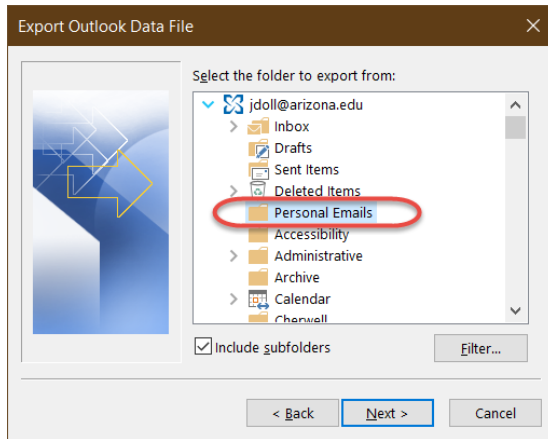 Export Outlook Data File
Select the folder to export from:
jdoll@arizona.edu
Inbox
Drafts
Sent Items
Deleted Items
Personal Emails
Accessibility
Administrative
Archive
Calendar
Cherwell
Include subfolders
Filter...
< Back Next > Cancel